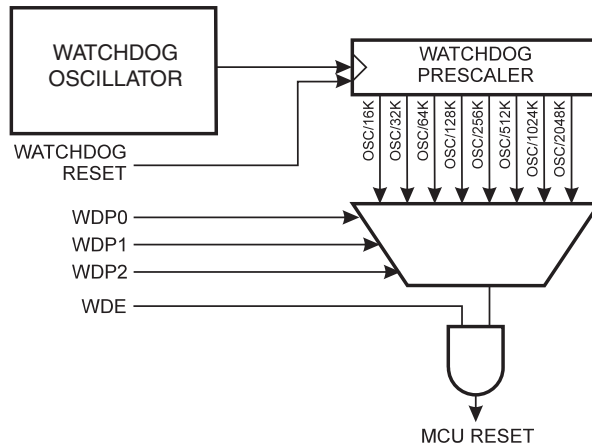 WATCHDOG
OSCILLATOR
WATCHDOG
PRESCALER
WATCHDOG
RESET
OSC/16K
OSC/32K
OSC/64K
OSC/128K
OSC/256K
OSC/512K
OSC/1024K
OSC/2048K
WDP0
WDP1
WDP2
WDE
MCU RESET